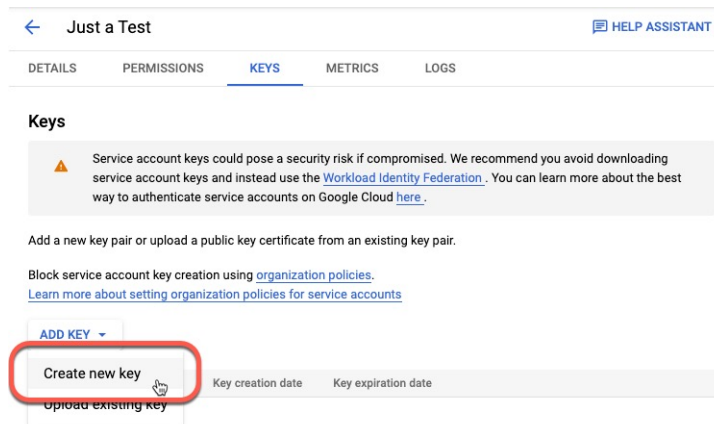 Just a Test
HELP ASSISTANT
DETAILS PERMISSIONS KEYS METRICS LOGS
Keys
Service account keys could pose a security risk if compromised. We recommend you avoid downloading
service account keys and instead use the Workload Identity Federation . You can learn more about the best
way to authenticate service accounts on Google Cloud here .
Add a new key pair or upload a public key certificate from an existing key pair.
Block service account key creation using organization policies.
Learn more about setting organization policies for service accounts
ADD KEY
Create new key
Key creation date Key expiration date
Upload existing key